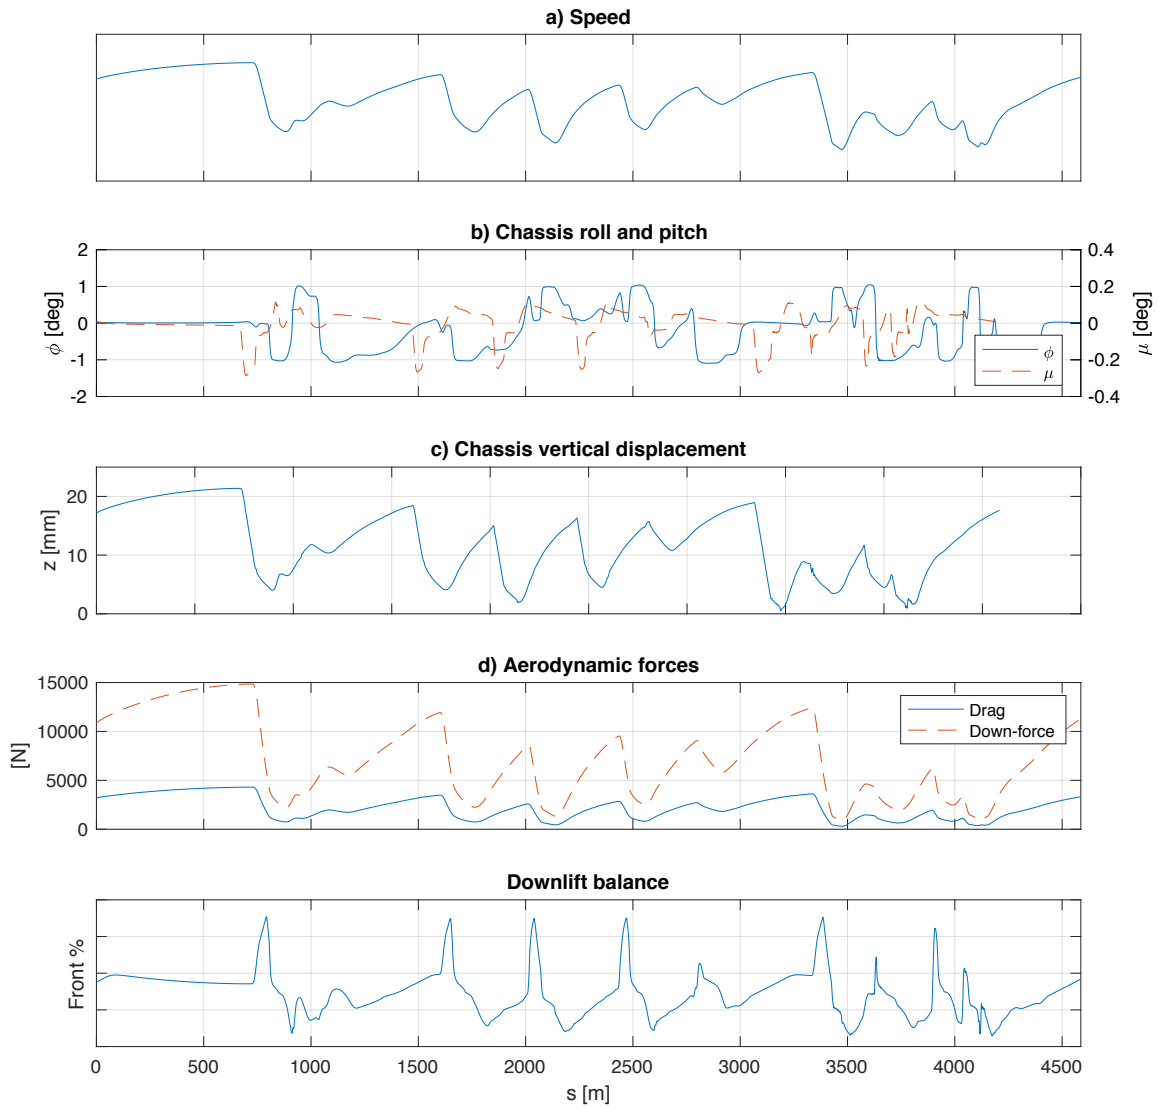 a) Speed
b) Chassis roll and pitch
2
1
0
-1
-2
ϕ [deg]
0.4
0.2
0
-0.2
-0.4
μ [deg]
ϕ
μ
c) Chassis vertical displacement
20
10
0
z [mm]
d) Aerodynamic forces
15000
10000
5000
0
[N]
Drag
Down-force
Downlift balance
Front %
0 500 1000 1500 2000 2500 3000 3500 4000 4500
s [m]